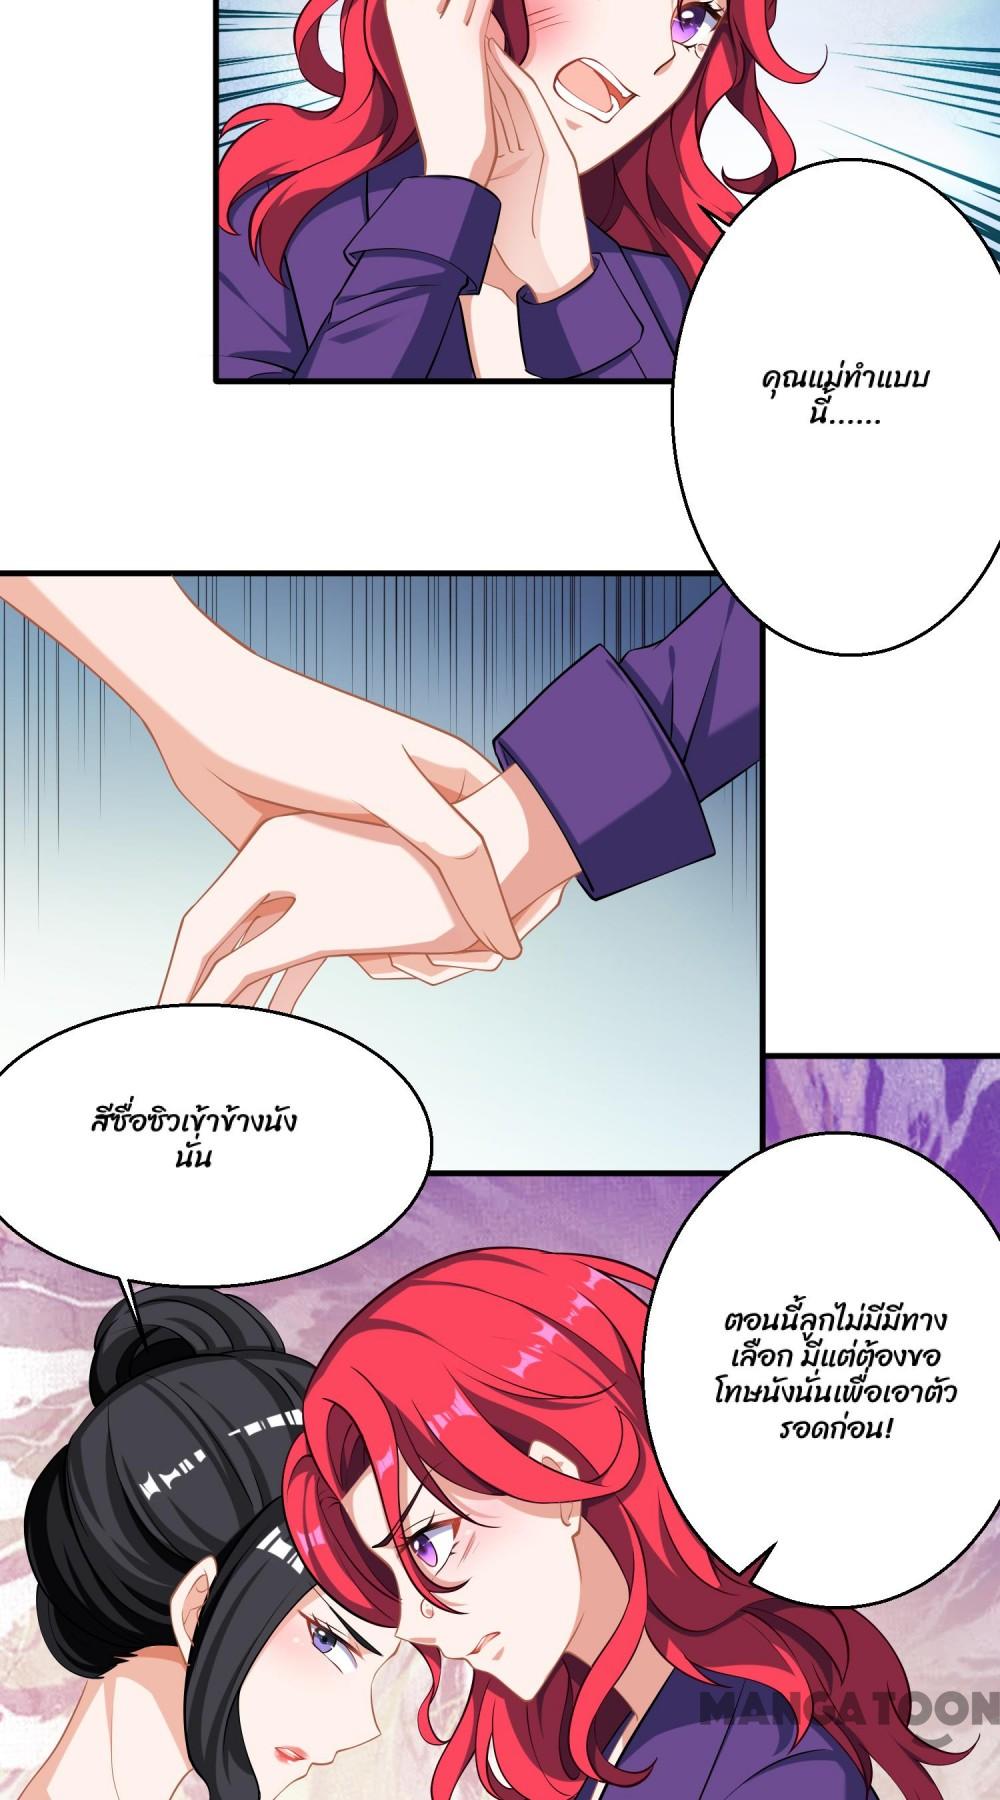 คุณแม่ทำแบบ
นี้......
สีซื่อซิวเข้าข้างนัง
นั่น
ตอนนี้ลูกไม่มีมีทาง
เลือก มีแต่ต้องขอ
โทษนังนั่นเพื่อเอาตัว
รอดก่อน!
MANGATOON